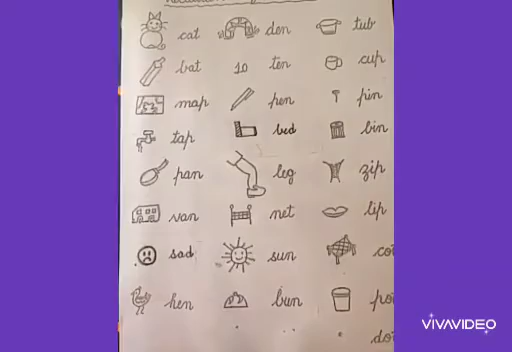 cat den tub
bat 10 ten cup
map pen pin
tap bed bin
pan leg zip
van net lip
sad sun
hen bun
VIVAVIDEO